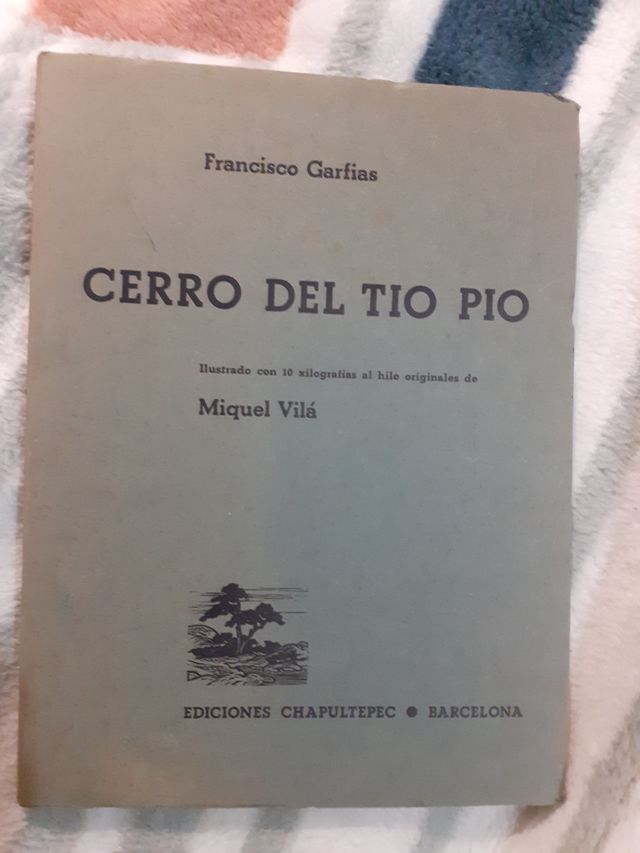 Francisco Garfias
CERRO DEL TIO PIO
Ilustrado con 10 xilografías al hilo originales de
Miquel Vilá
EDICIONES CHAPULTEPEC ● BARCELONA